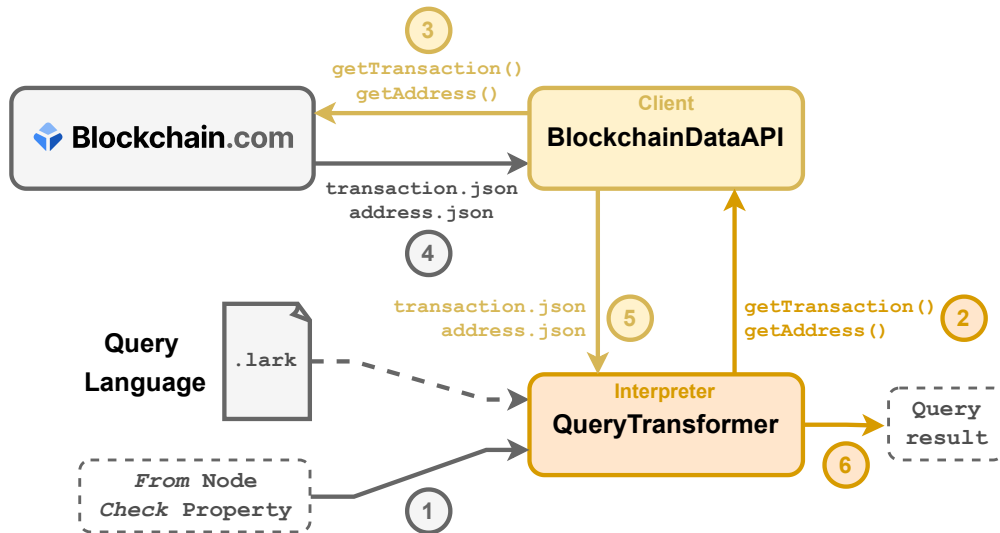 3
getTransaction()
getAddress()
Blockchain.com
Client
BlockchainDataAPI
transaction.json
address.json
4
transaction.json
address.json
5
getTransaction()
getAddress()
2
Query
Language
.lark
Interpreter
QueryTransformer
Query
result
6
From Node
Check Property
1